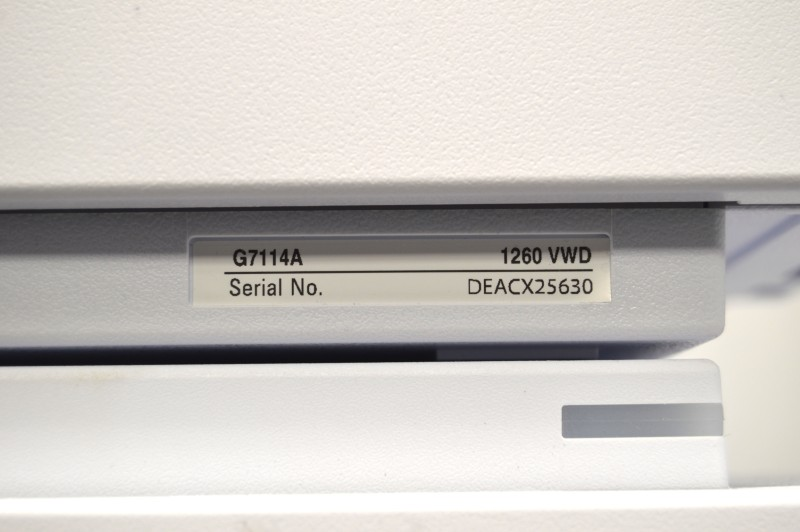 G7114A 1260 VWD
Serial No. DEACX25630